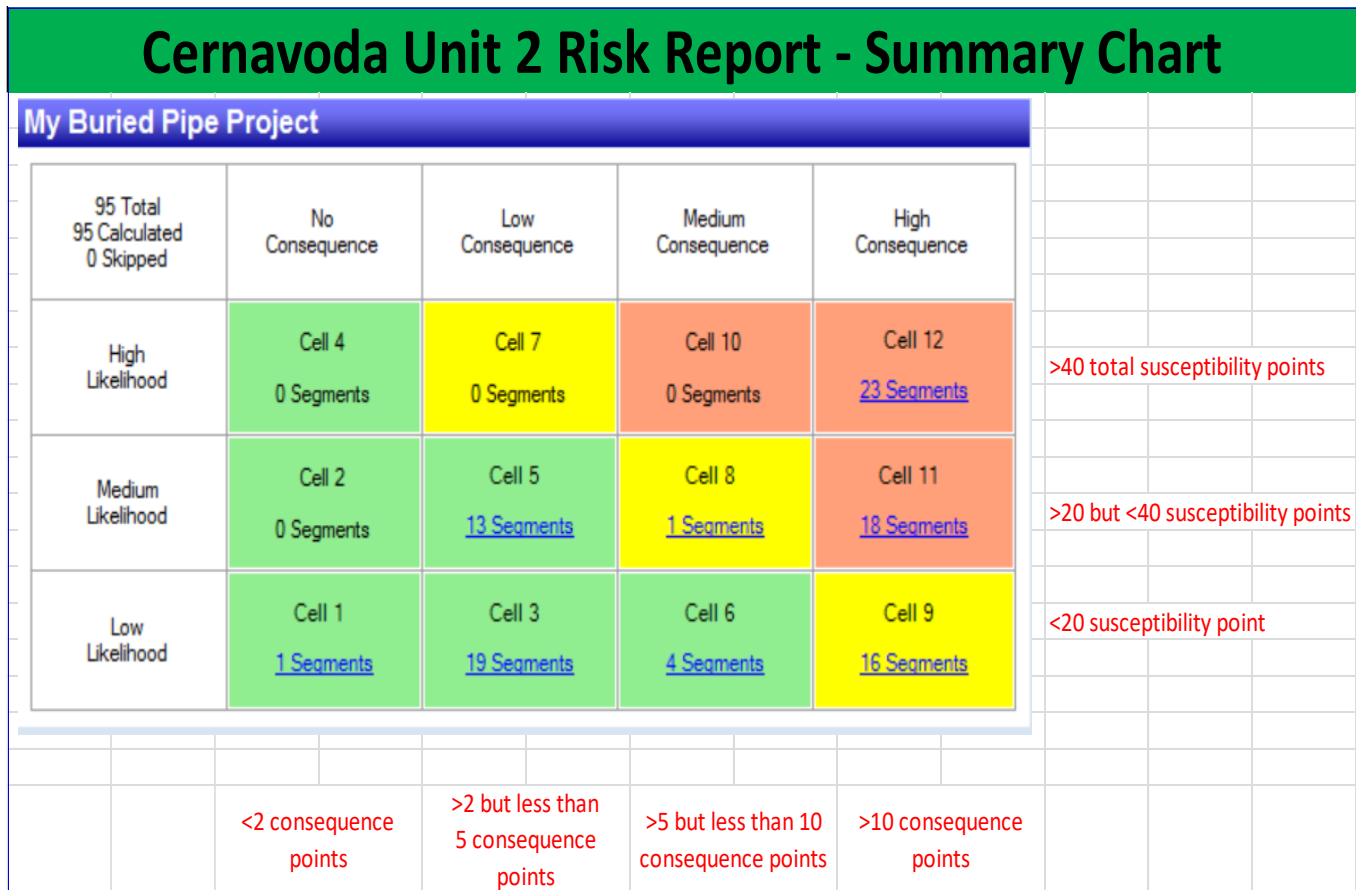 Cernavoda Unit 2 Risk Report - Summary Chart
My Buried Pipe Project
95 Total
95 Calculated
0 Skipped
No
Consequence
Low
Consequence
Medium
Consequence
High
Consequence
High
Likelihood
Cell 4
0 Segments
Cell 7
0 Segments
Cell 10
0 Segments
Cell 12
23 Segments
>40 total susceptibility points
Medium
Likelihood
Cell 2
0 Segments
Cell 5
13 Segments
Cell 8
1 Segments
Cell 11
18 Segments
>20 but <40 susceptibility points
Low
Likelihood
Cell 1
1 Segments
Cell 3
19 Segments
Cell 6
4 Segments
Cell 9
16 Segments
<20 susceptibility point
<2 consequence
points
>2 but less than
5 consequence
points
>5 but less than 10
consequence points
>10 consequence
points